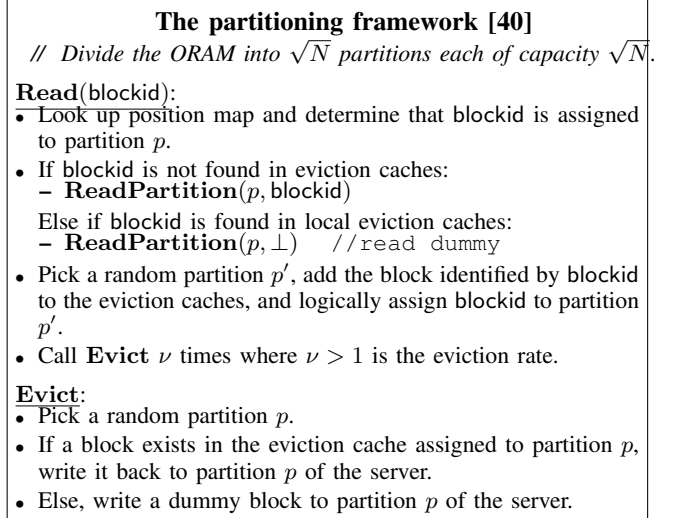 The partitioning framework [40]
// Divide the ORAM into √N partitions each of capacity √N.
Read(blockid):
• Look up position map and determine that blockid is assigned
to partition p.
• If blockid is not found in eviction caches:
– ReadPartition(p, blockid)
Else if blockid is found in local eviction caches:
– ReadPartition(p, ⊥) //read dummy
• Pick a random partition p′, add the block identified by blockid
to the eviction caches, and logically assign blockid to partition
p′.
• Call Evict ν times where ν > 1 is the eviction rate.
Evict:
• Pick a random partition p.
• If a block exists in the eviction cache assigned to partition p,
write it back to partition p of the server.
• Else, write a dummy block to partition p of the server.